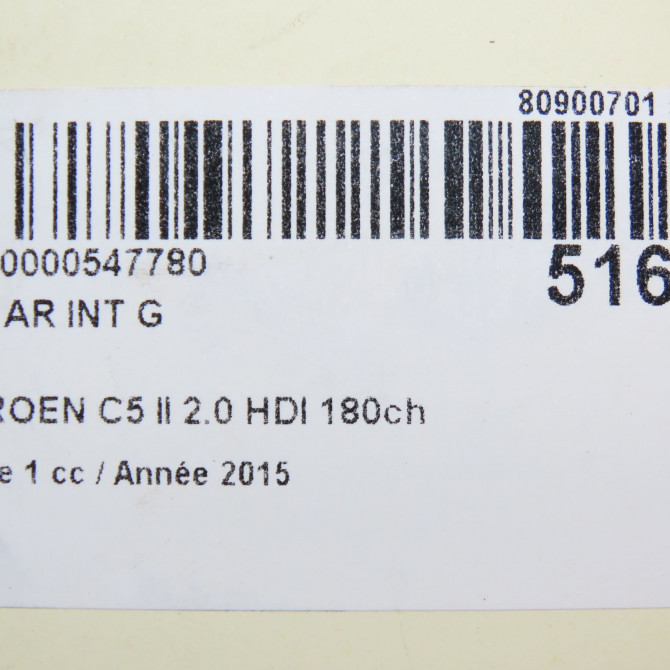 80900701
0000547780
516
AR INT G
ROEN C5 II 2.0 HDI 180ch
e 1 cc / Année 2015